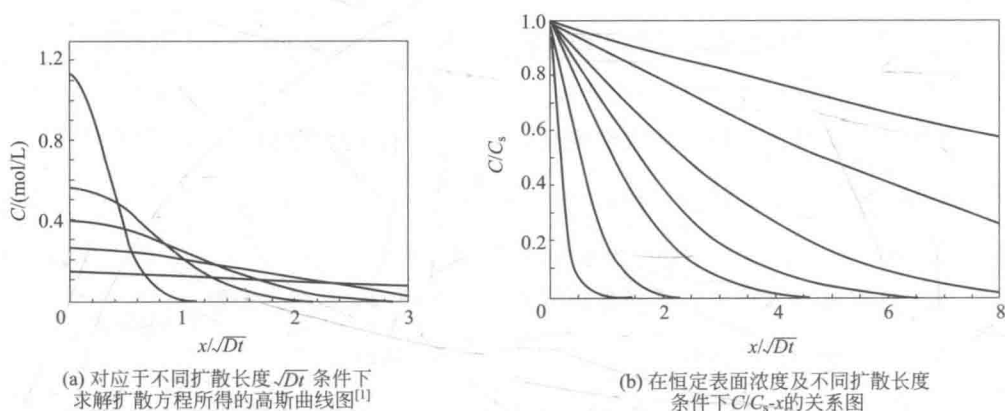 C/(mol/L)
1.2
0.8
0.4
0
1
2
3
x/√Dt
(a) 对应于不同扩散长度√Dt 条件下
求解扩散方程所得的高斯曲线图[1]
C/Cs
1.0
0.8
0.6
0.4
0.2
0
2
4
6
8
x/√Dt
(b) 在恒定表面浓度及不同扩散长度
条件下C/Cs-x的关系图